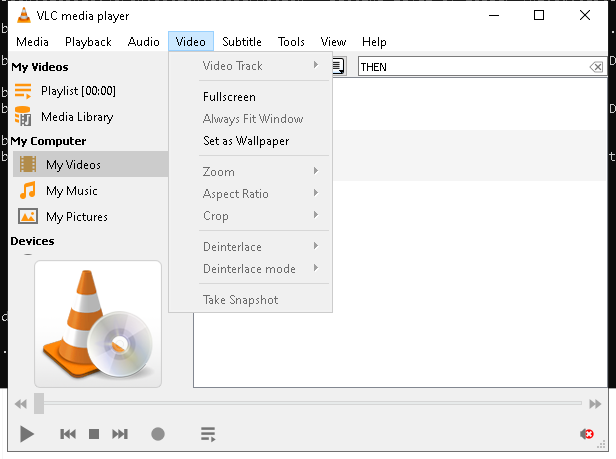 VLC media player
Media Playback Audio Video Subtitle Tools View Help
My Videos
Playlist [00:00]
Media Library
My Computer
My Videos
My Music
My Pictures
Devices
Video Track
Fullscreen
Always Fit Window
Set as Wallpaper
Zoom
Aspect Ratio
Crop
Deinterlace
Deinterlace mode
Take Snapshot
THEN